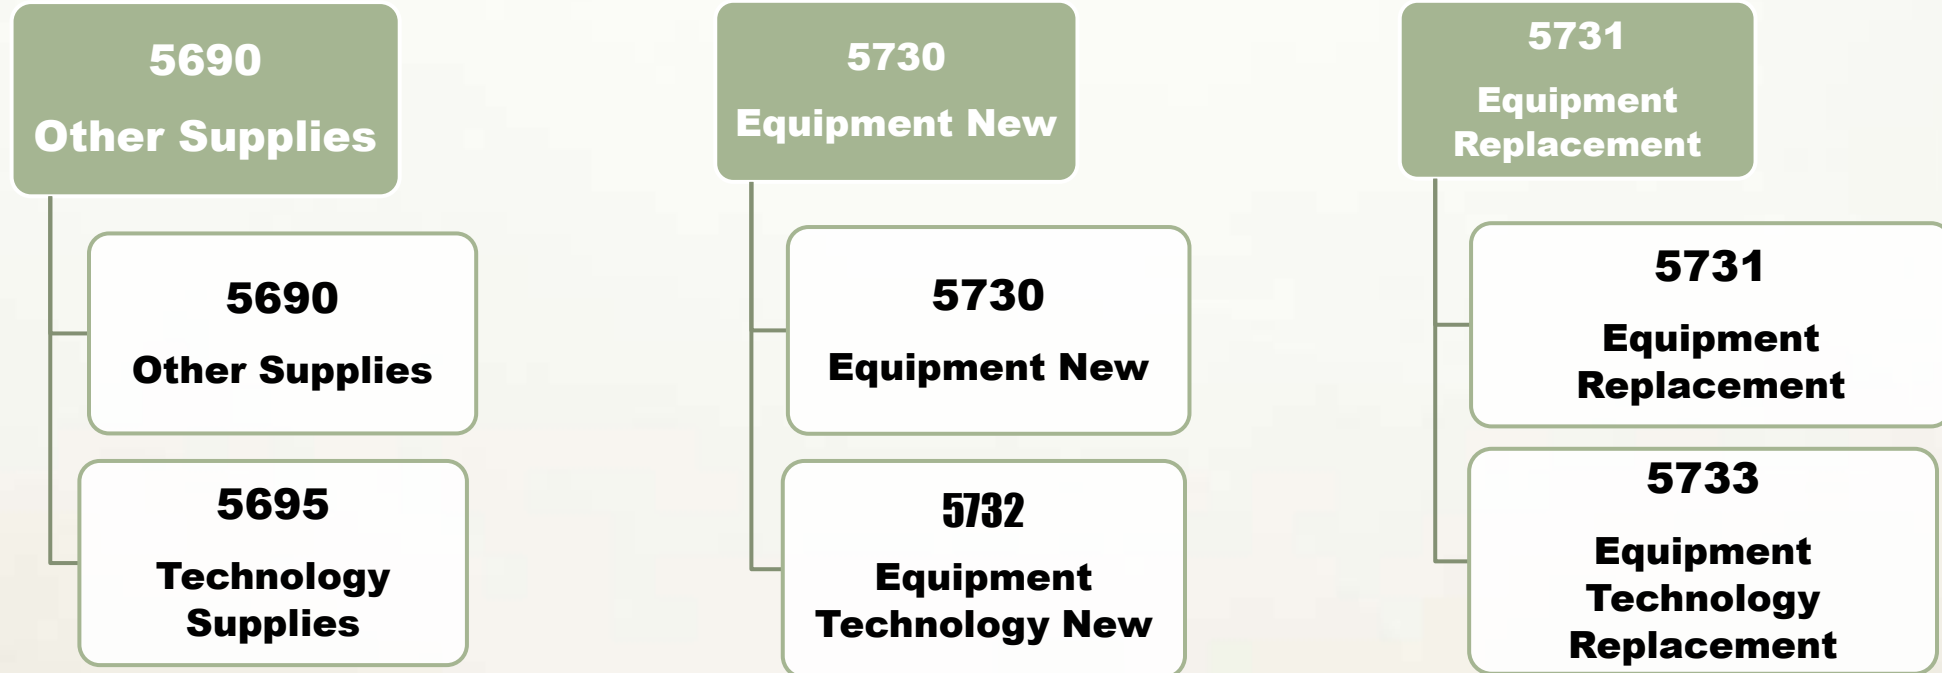 5690
Other Supplies
5690
Other Supplies
5695
Technology
Supplies
5730
Equipment New
5730
Equipment New
5732
Equipment
Technology New
5731
Equipment
Replacement
5731
Equipment
Replacement
5733
Equipment
Technology
Replacement